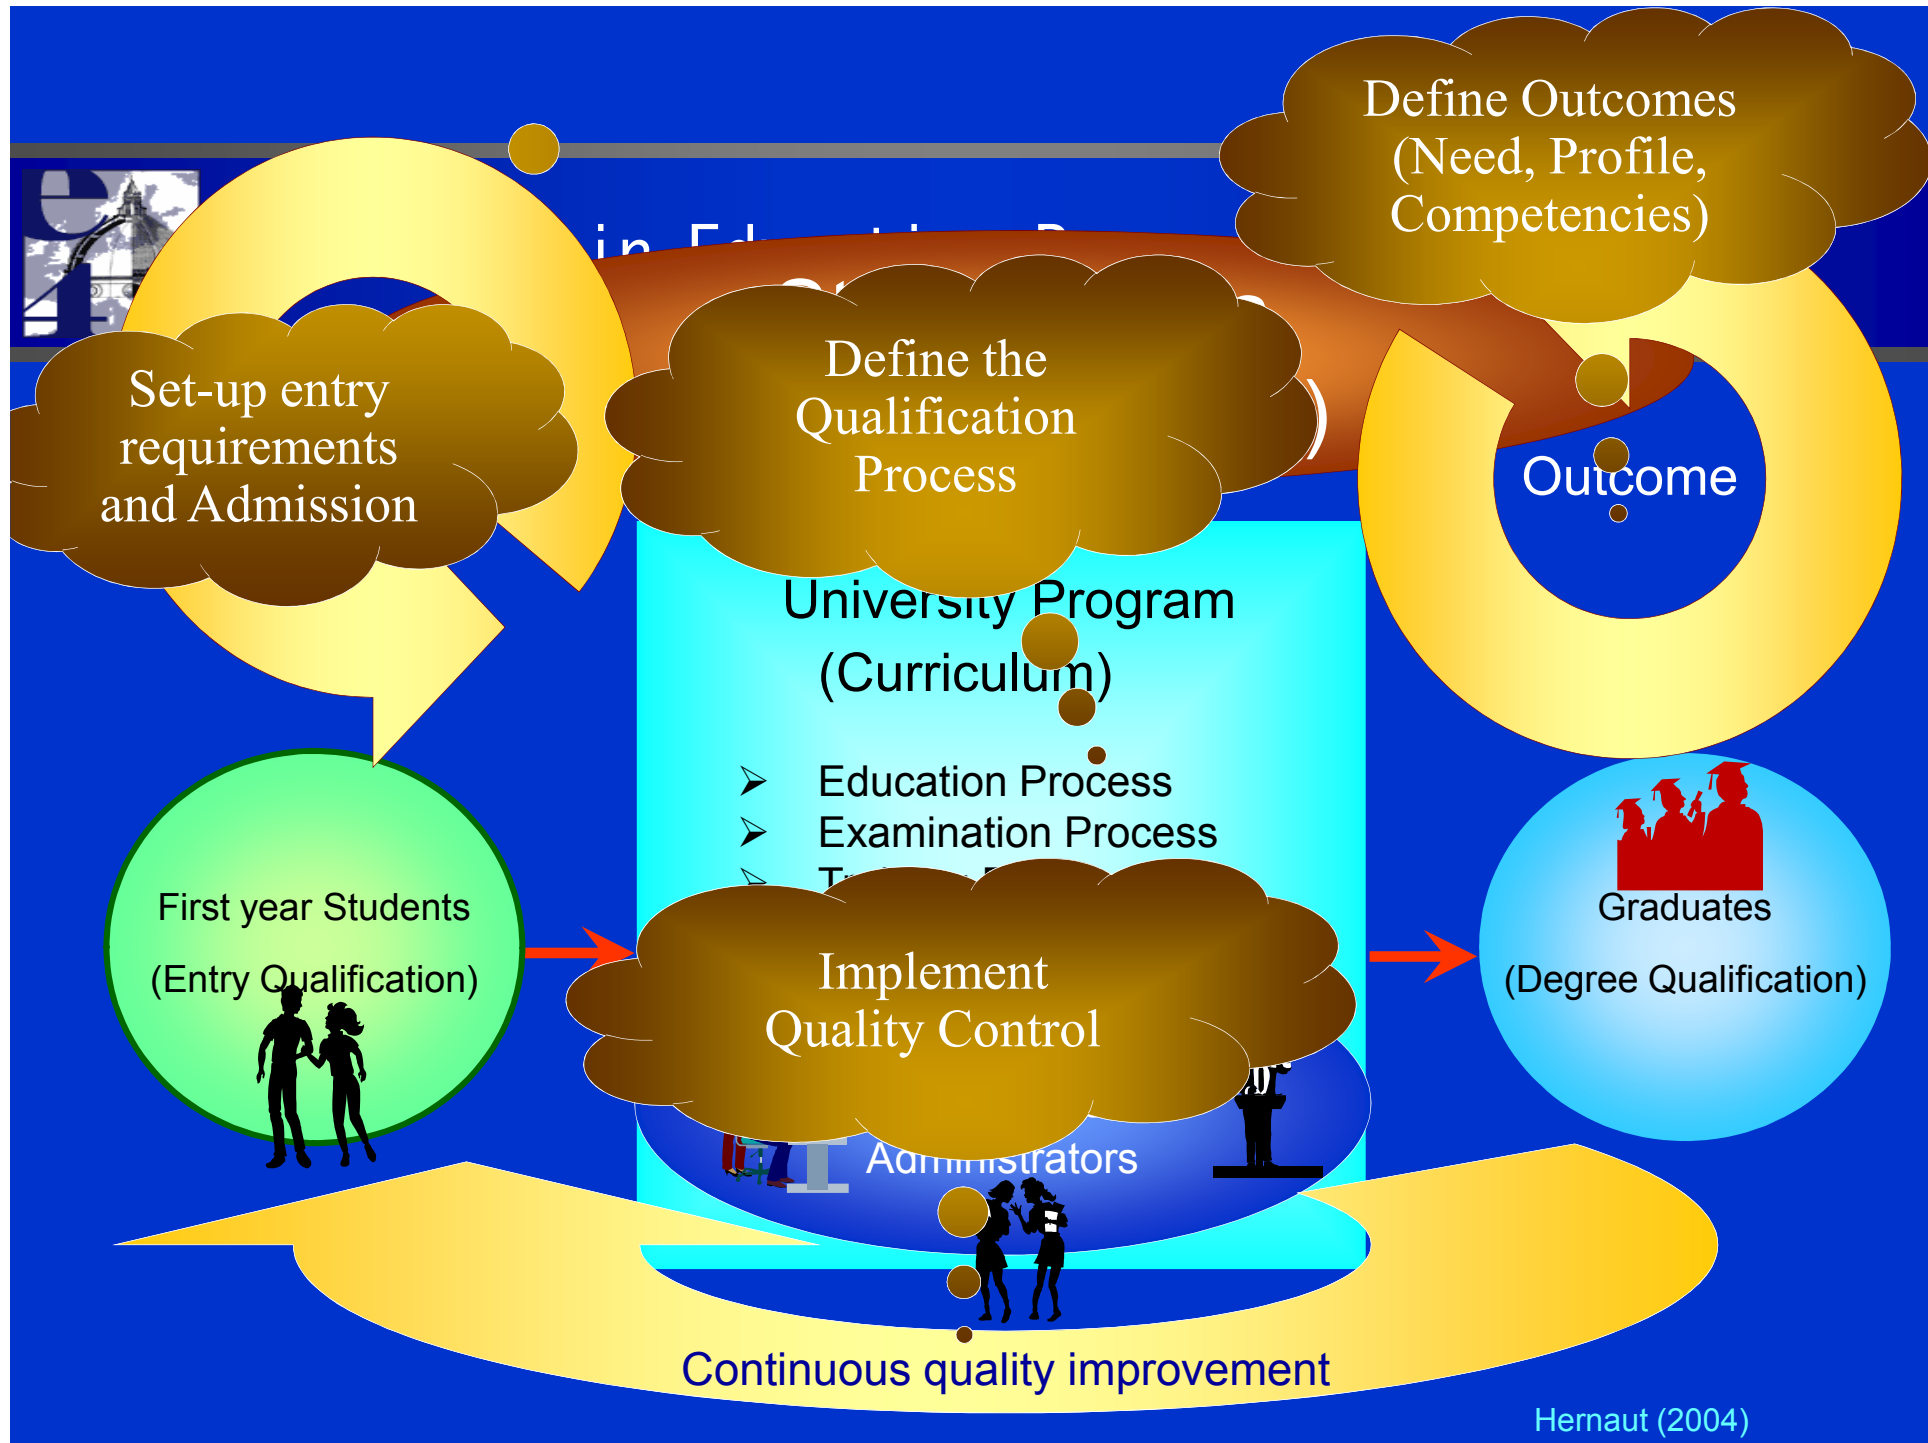 Define Outcomes
(Need, Profile,
Competencies)
in
Set-up entry
requirements
and Admission
Define the
Qualification
Process
)
Outcome
University Program
(Curriculum)
➢ Education Process
➢ Examination Process
First year Students
(Entry Qualification)
Implement
Quality Control
Administrators
Graduates
(Degree Qualification)
Continuous quality improvement
Hernaut (2004)